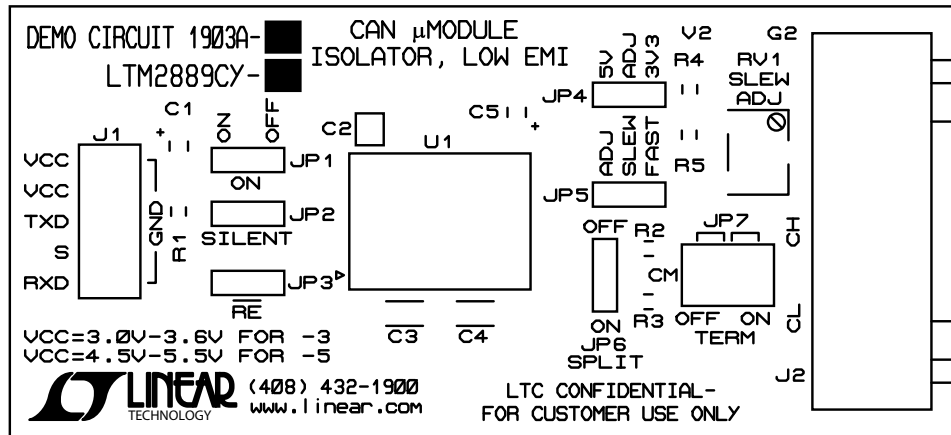 DEMO CIRCUIT 1903A-
LTM2889CY-
CAN µMODULE
ISOLATOR, LOW EMI
5V
ADJ
3V3
V2
G2
R4
RV1
SLEW
ADJ
JP4
C1
+
J1
ON
OFF
C2
C5
+
U1
ADJ
SLEW
FAST
R5
VCC
VCC
TXD
S
RXD
GND
R1
JP1
ON
JP2
SILENT
JP3
RE
JP5
OFF
R2
JP7
CH
CM
R3
ON
JP6
SPLIT
OFF ON
TERM
CL
J2
C3
C4
VCC=3.0V-3.6V FOR -3
VCC=4.5V-5.5V FOR -5
LINEAR
TECHNOLOGY
(408) 432-1900
www.linear.com
LTC CONFIDENTIAL-
FOR CUSTOMER USE ONLY